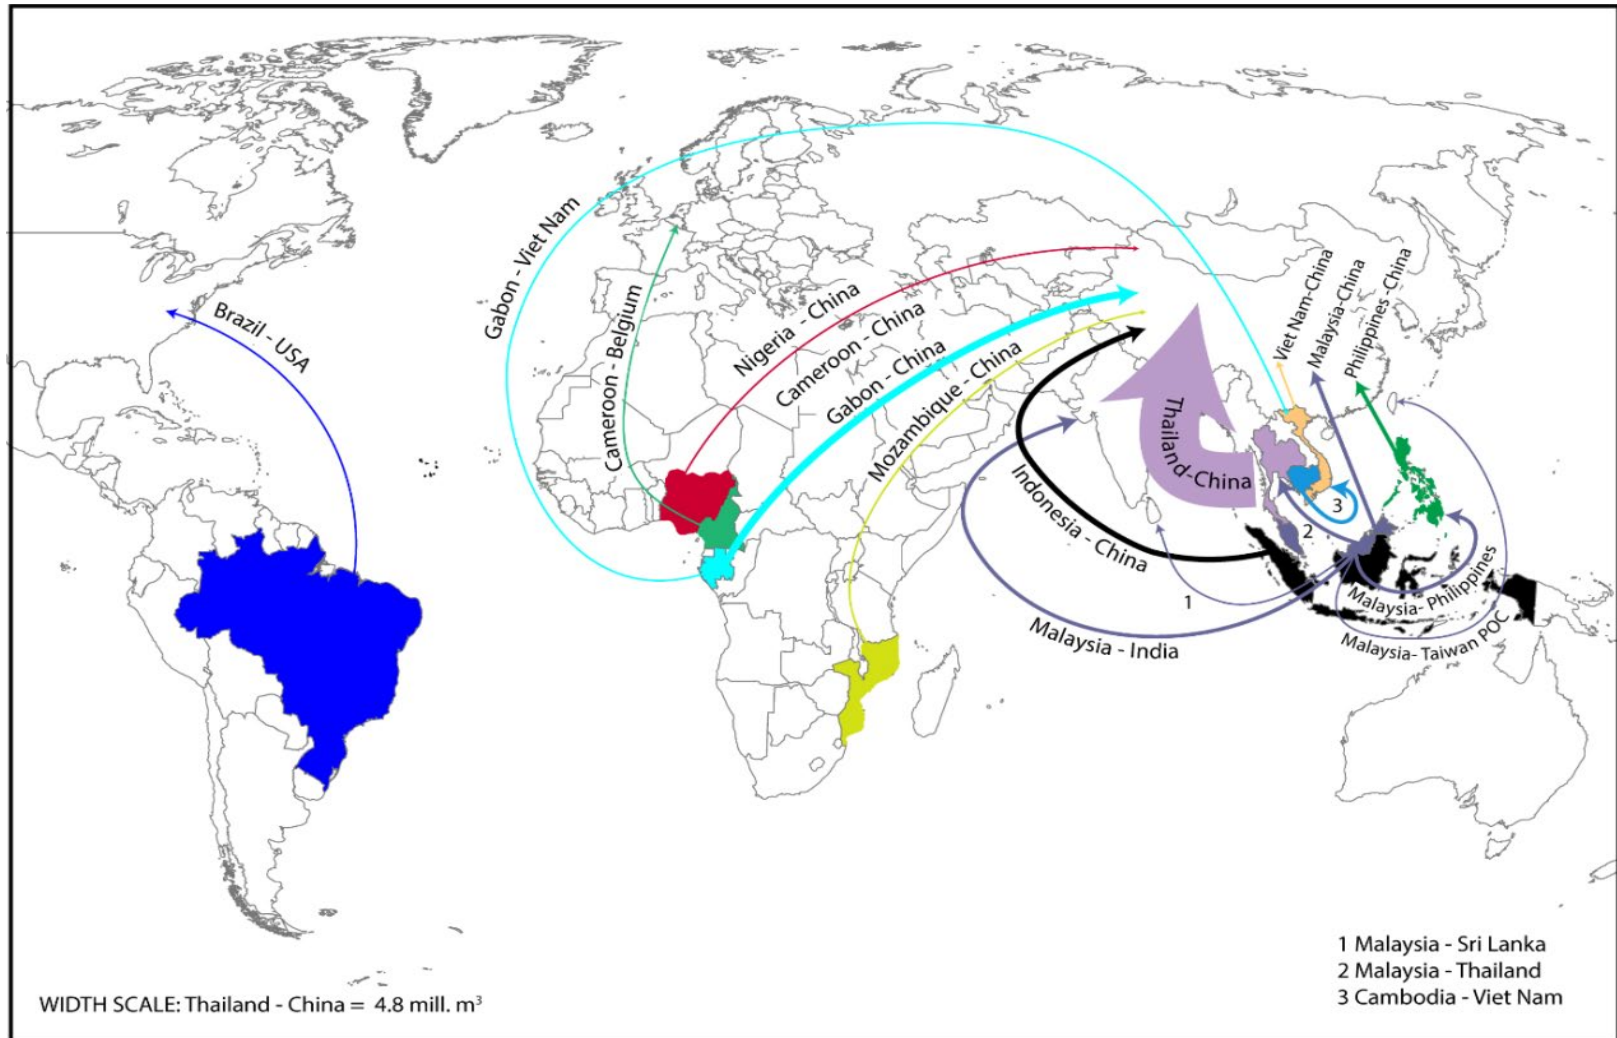 Brazil - USA
Gabon - Viet Nam
Cameroon - Belgium
Nigeria - China
Cameroon - China
Gabon - China
Mozambique - China
Indonesia - China
Thailand-China
Viet Nam-China
Malaysia-China
Philippines-China
3
2
1
Malaysia - India
Malaysia- Philippines
Malaysia- Taiwan POC
1 Malaysia - Sri Lanka
2 Malaysia - Thailand
3 Cambodia - Viet Nam
WIDTH SCALE: Thailand - China = 4.8 mill. m³